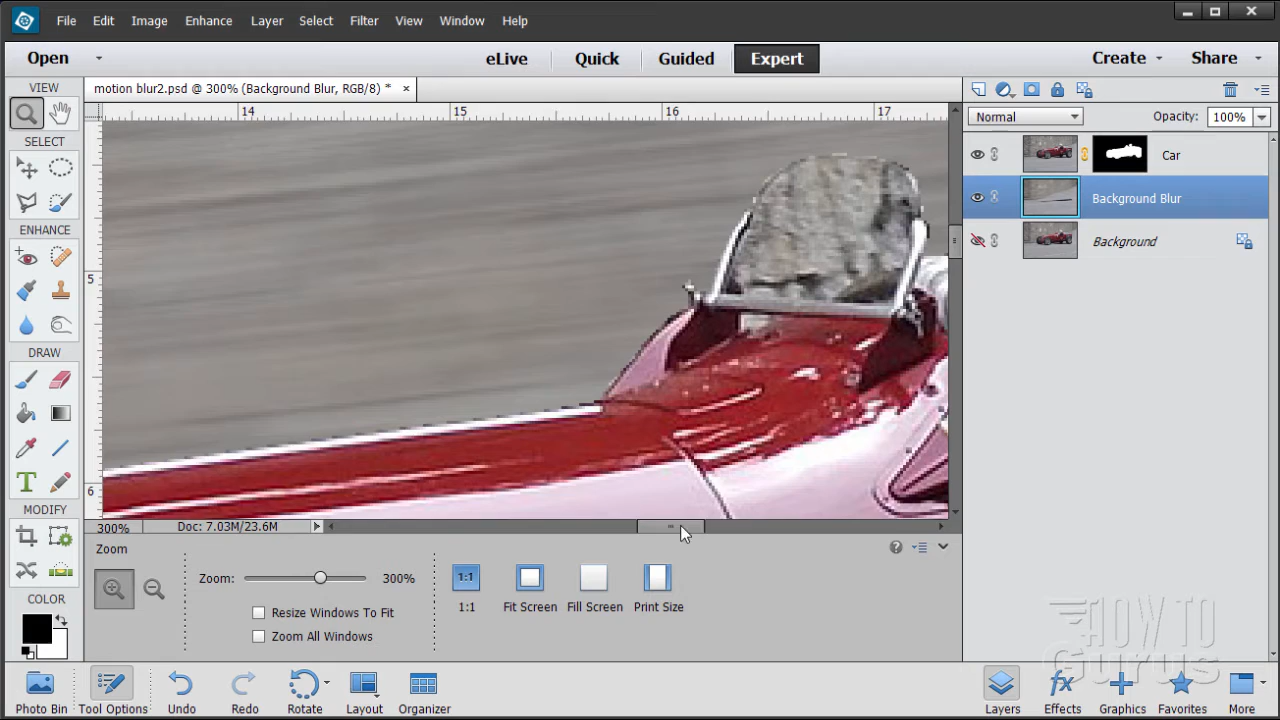 File Edit Image Enhance Layer Select Filter View Window Help
Open eLive Quick Guided Expert Create Share
VIEW
motion blur2.psd @ 300% (Background Blur, RGB/8) * ×
14 15 16 17
5
6
SELECT
ENHANCE
DRAW
T
MODIFY
COLOR
300% Doc: 7.03M/23.6M
Zoom
Zoom: 300%
Resize Windows To Fit
Zoom All Windows
1:1
1:1 Fit Screen Fill Screen Print Size
Normal Opacity: 100%
Car
Background Blur
Background
HOW TO
Gurus
Photo Bin Tool Options Undo Redo Rotate Layout Organizer
fx
Layers Effects Graphics Favorites More